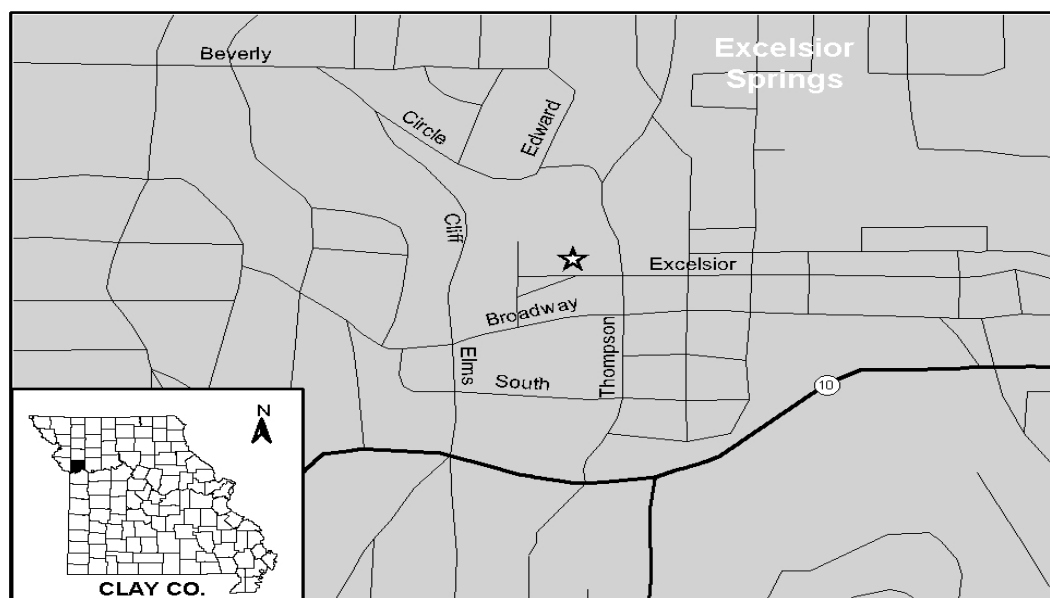 Beverly
Excelsior
Springs
Circle
Edward
Cliff
Excelsior
Broadway
Thompson
Elms
South
10
N
CLAY CO.